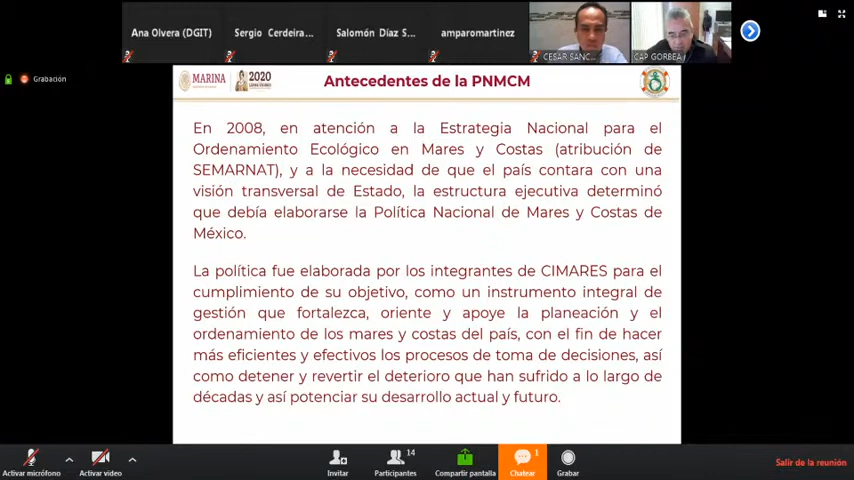 Ana Olvera (DGIT)
Sergio Cerdeira...
Salomón Díaz S...
amparomartinez
CESAR SANC...
CAP GORBEA
Grabación
MARINA
2020
Antecedentes de la PNMCM
En 2008, en atención a la Estrategia Nacional para el
Ordenamiento Ecológico en Mares y Costas (atribución de
SEMARNAT), y a la necesidad de que el país contara con una
visión transversal de Estado, la estructura ejecutiva determinó
que debía elaborarse la Política Nacional de Mares y Costas de
México.
La política fue elaborada por los integrantes de CIMARES para el
cumplimiento de su objetivo, como un instrumento integral de
gestión que fortalezca, oriente y apoye la planeación y el
ordenamiento de los mares y costas del país, con el fin de hacer
más eficientes y efectivos los procesos de toma de decisiones, así
como detener y revertir el deterioro que han sufrido a lo largo de
décadas y así potenciar su desarrollo actual y futuro.
Activar micrófono
Activar video
Invitar
14
Participantes
Compartir pantalla
1
Chatear
Grabar
Salir de la reunión